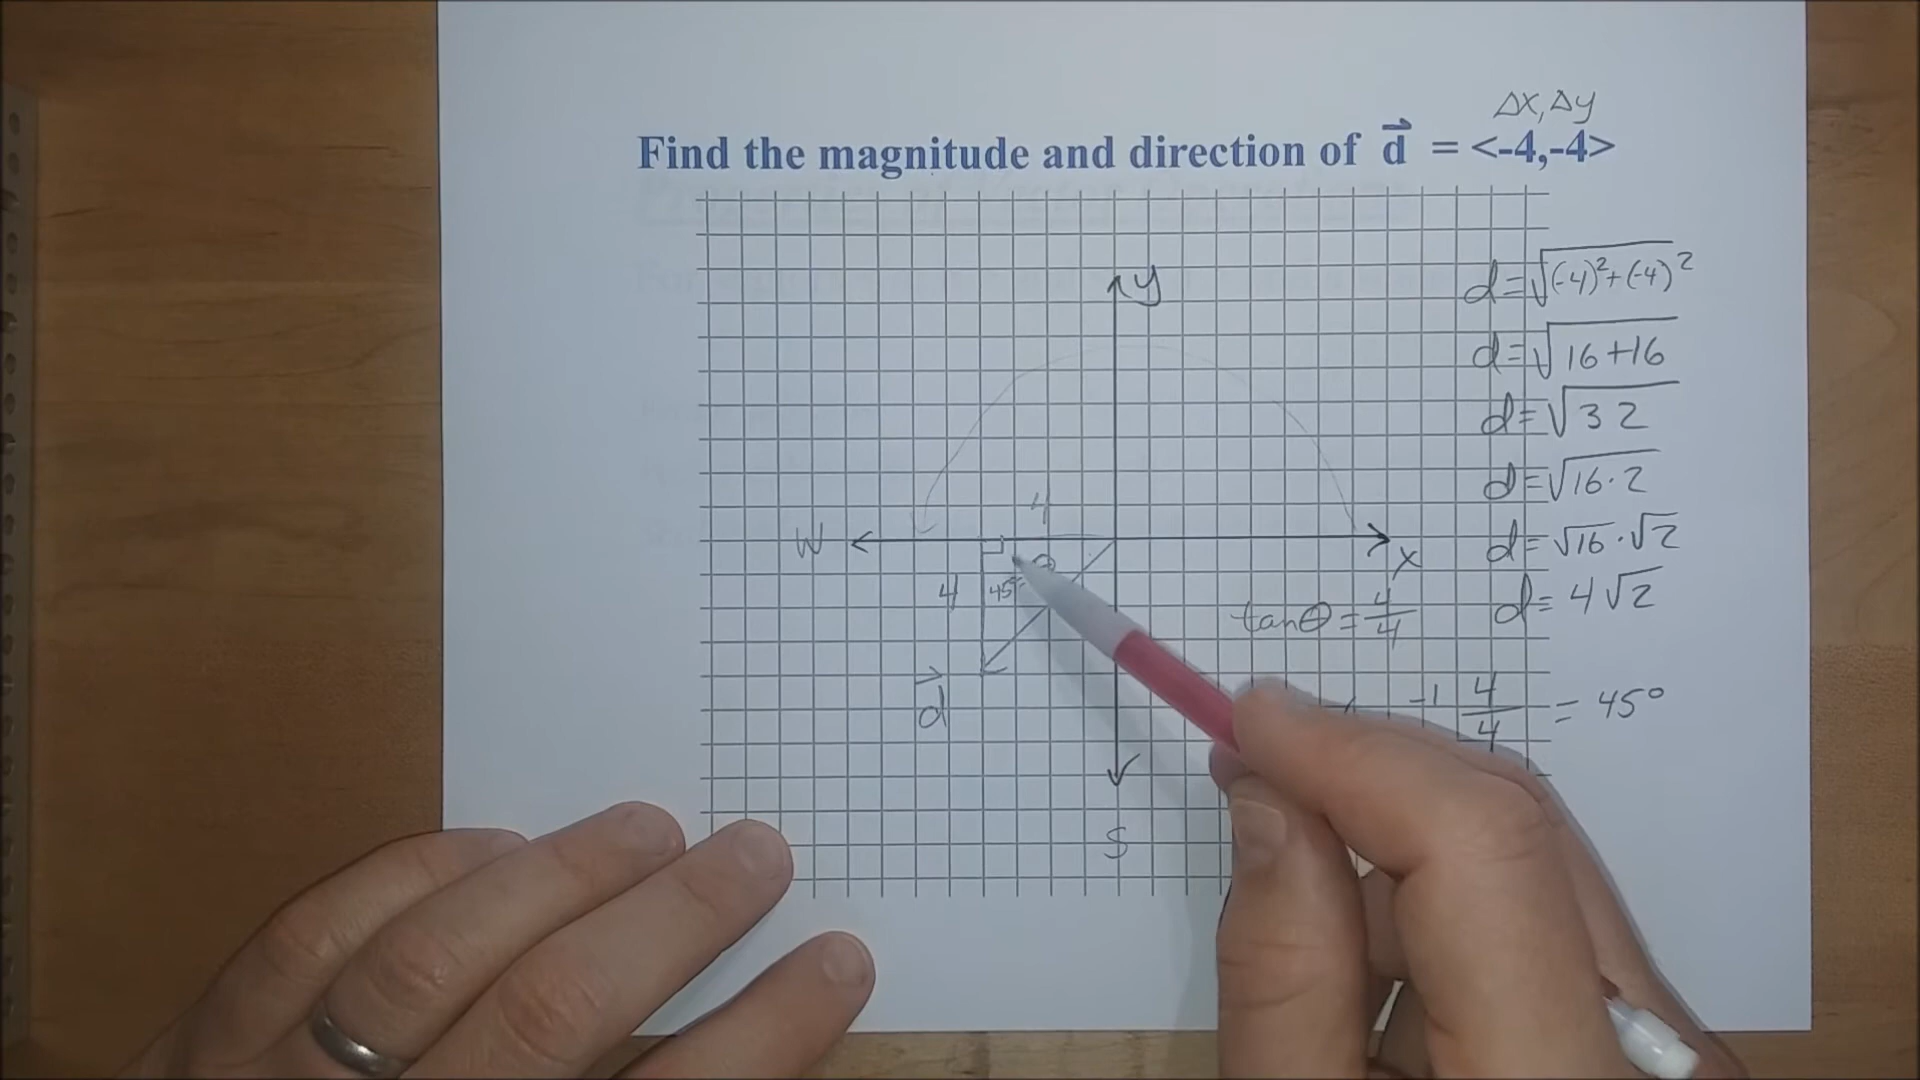 Δx, Δy
Find the magnitude and direction of d⃗ = <-4,-4>
y
d=√(-4)²+(-4)²
d=√16+16
d=√32
d=√16·2
4
W
x
d=√16·√2
4
45°=
θ
tanθ=4/4
d=4√2
d⃗
-1 4/4 = 45°
S